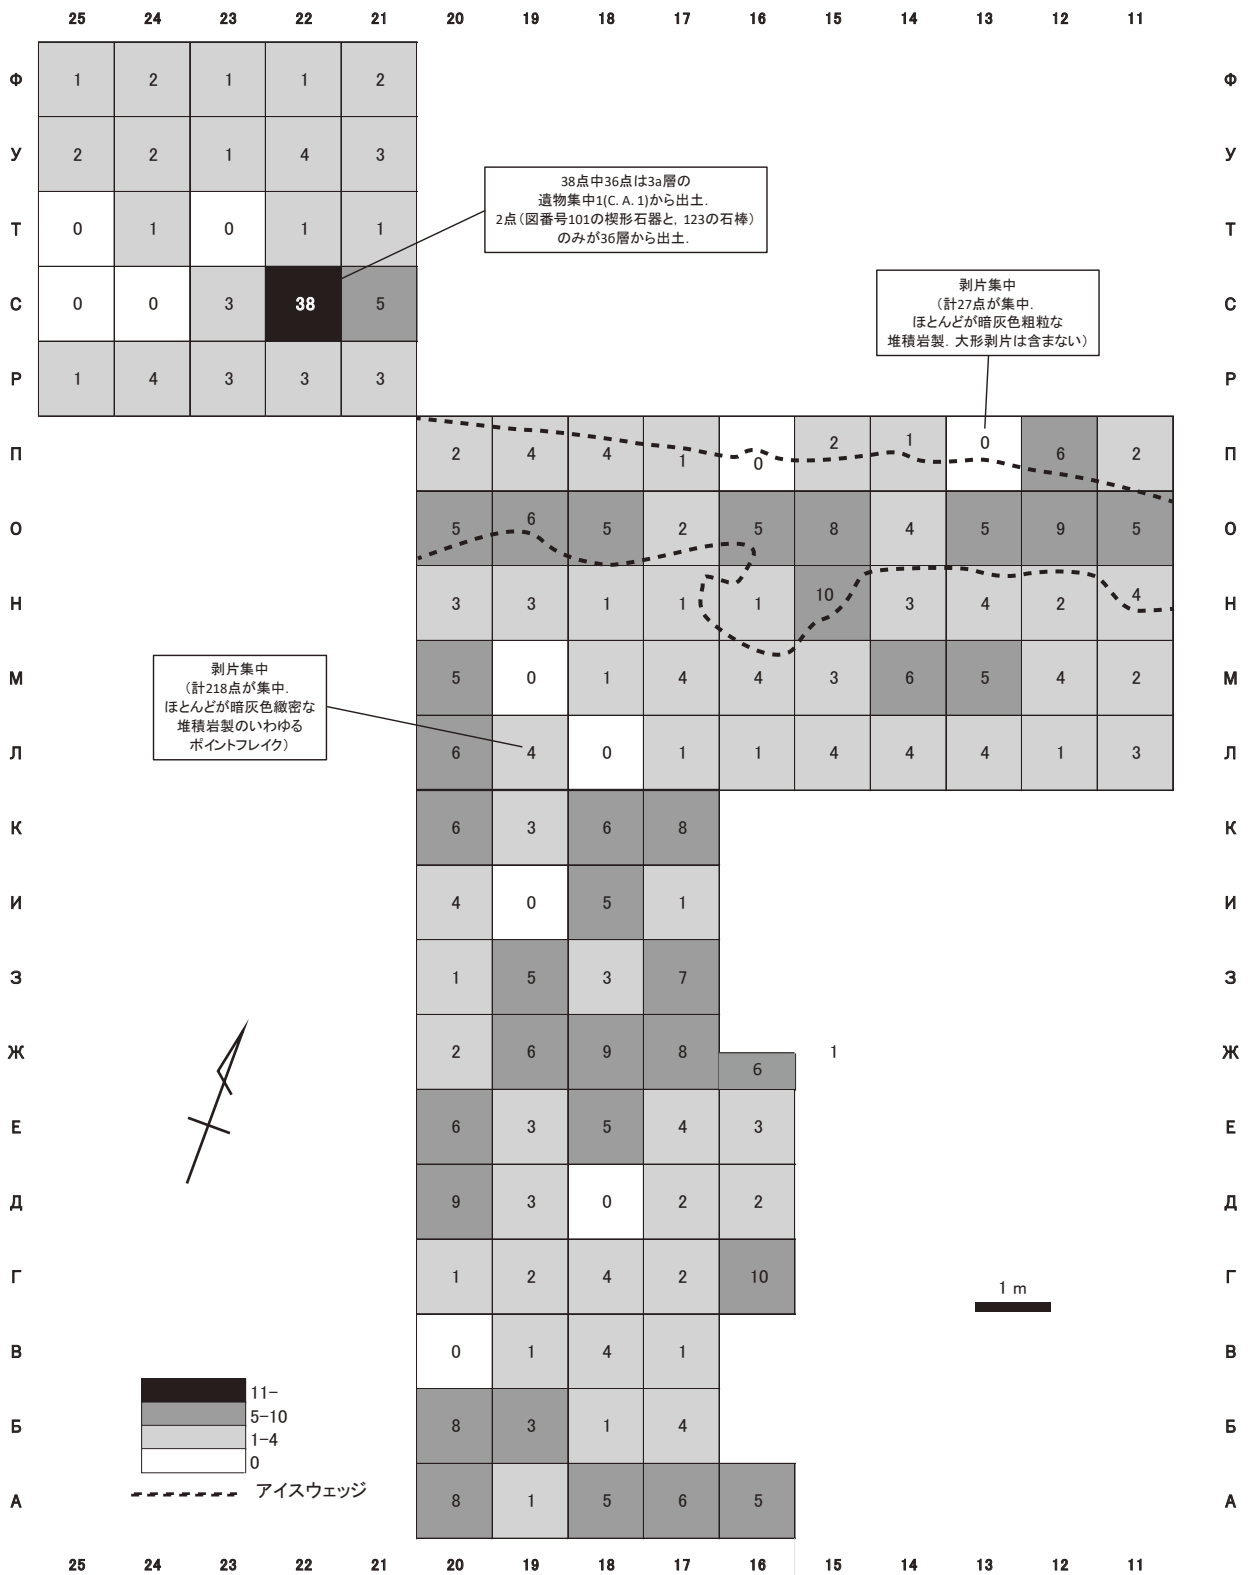 25 24 23 22 21 20 19 18 17 16 15 14 13 12 11
Ф 1 2 1 1 2 Ф
У 2 2 1 4 3 У
38点中36点は3a層の
遺物集中1(C. A. 1)から出土.
2点(図番号101の楔形石器と, 123の石棒)
のみが36層から出土.
Т 0 1 0 1 1 Т
С 0 0 3 38 5 С
剥片集中
(計27点が集中.
ほとんどが暗灰色粗粒な
堆積岩製. 大形剥片は含まない)
Р 1 4 3 3 3 Р
П 2 4 4 1 0 2 1 0 6 2 П
О 5 6 5 2 5 8 4 5 9 5 О
Н 3 3 1 1 1 10 3 4 2 4 Н
剥片集中
(計218点が集中.
ほとんどが暗灰色緻密な
堆積岩製のいわゆる
ポイントフレイク)
М 5 0 1 4 4 3 6 5 4 2 М
Л 6 4 0 1 1 4 4 4 1 3 Л
К 6 3 6 8 К
И 4 0 5 1 И
З 1 5 3 7 З
Ж 2 6 9 8 6 1 Ж
Е 6 3 5 4 3 Е
Д 9 3 0 2 2 Д
Г 1 2 4 2 10 Г
1 m
В 0 1 4 1 В
11-
5-10
1-4
0
アイスウェッジ
Б 8 3 1 4 Б
А 8 1 5 6 5 А
25 24 23 22 21 20 19 18 17 16 15 14 13 12 11